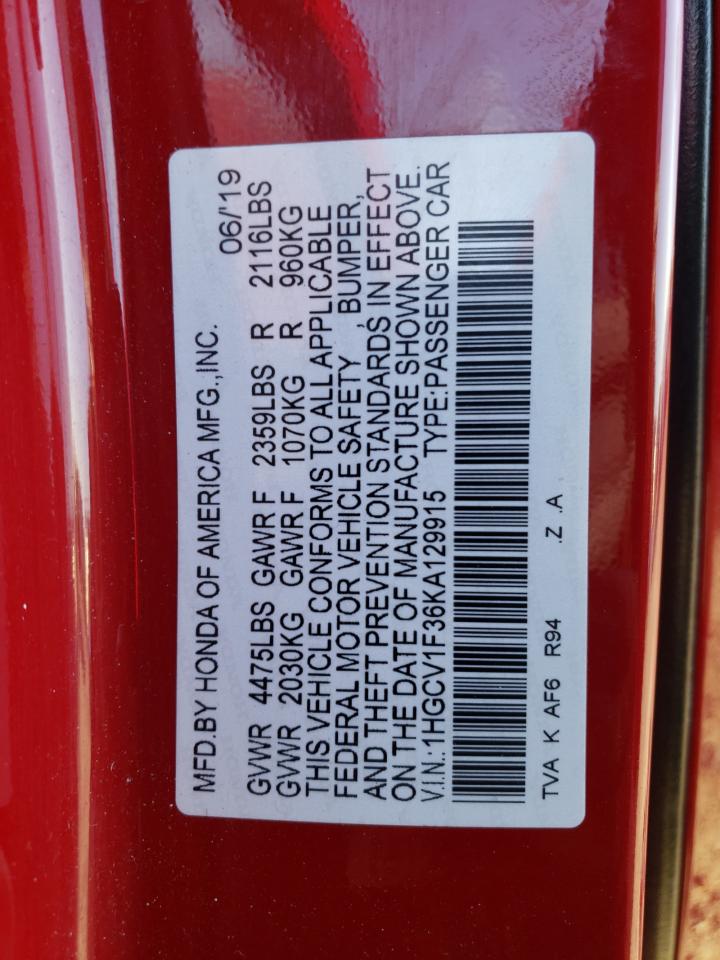 MFD.BY HONDA OF AMERICA MFG.,INC. 06/'19
GVWR 4475LBS GAWR F 2359LBS R 2116LBS
GVWR 2030KG GAWR F 1070KG R 960KG
THIS VEHICLE CONFORMS TO ALL APPLICABLE
FEDERAL MOTOR VEHICLE SAFETY, BUMPER,
AND THEFT PREVENTION STANDARDS IN EFFECT
ON THE DATE OF MANUFACTURE SHOWN ABOVE.
V.I.N.:1HGCV1F36KA129915 TYPE:PASSENGER CAR
TVA K AF6 R94 .Z .A